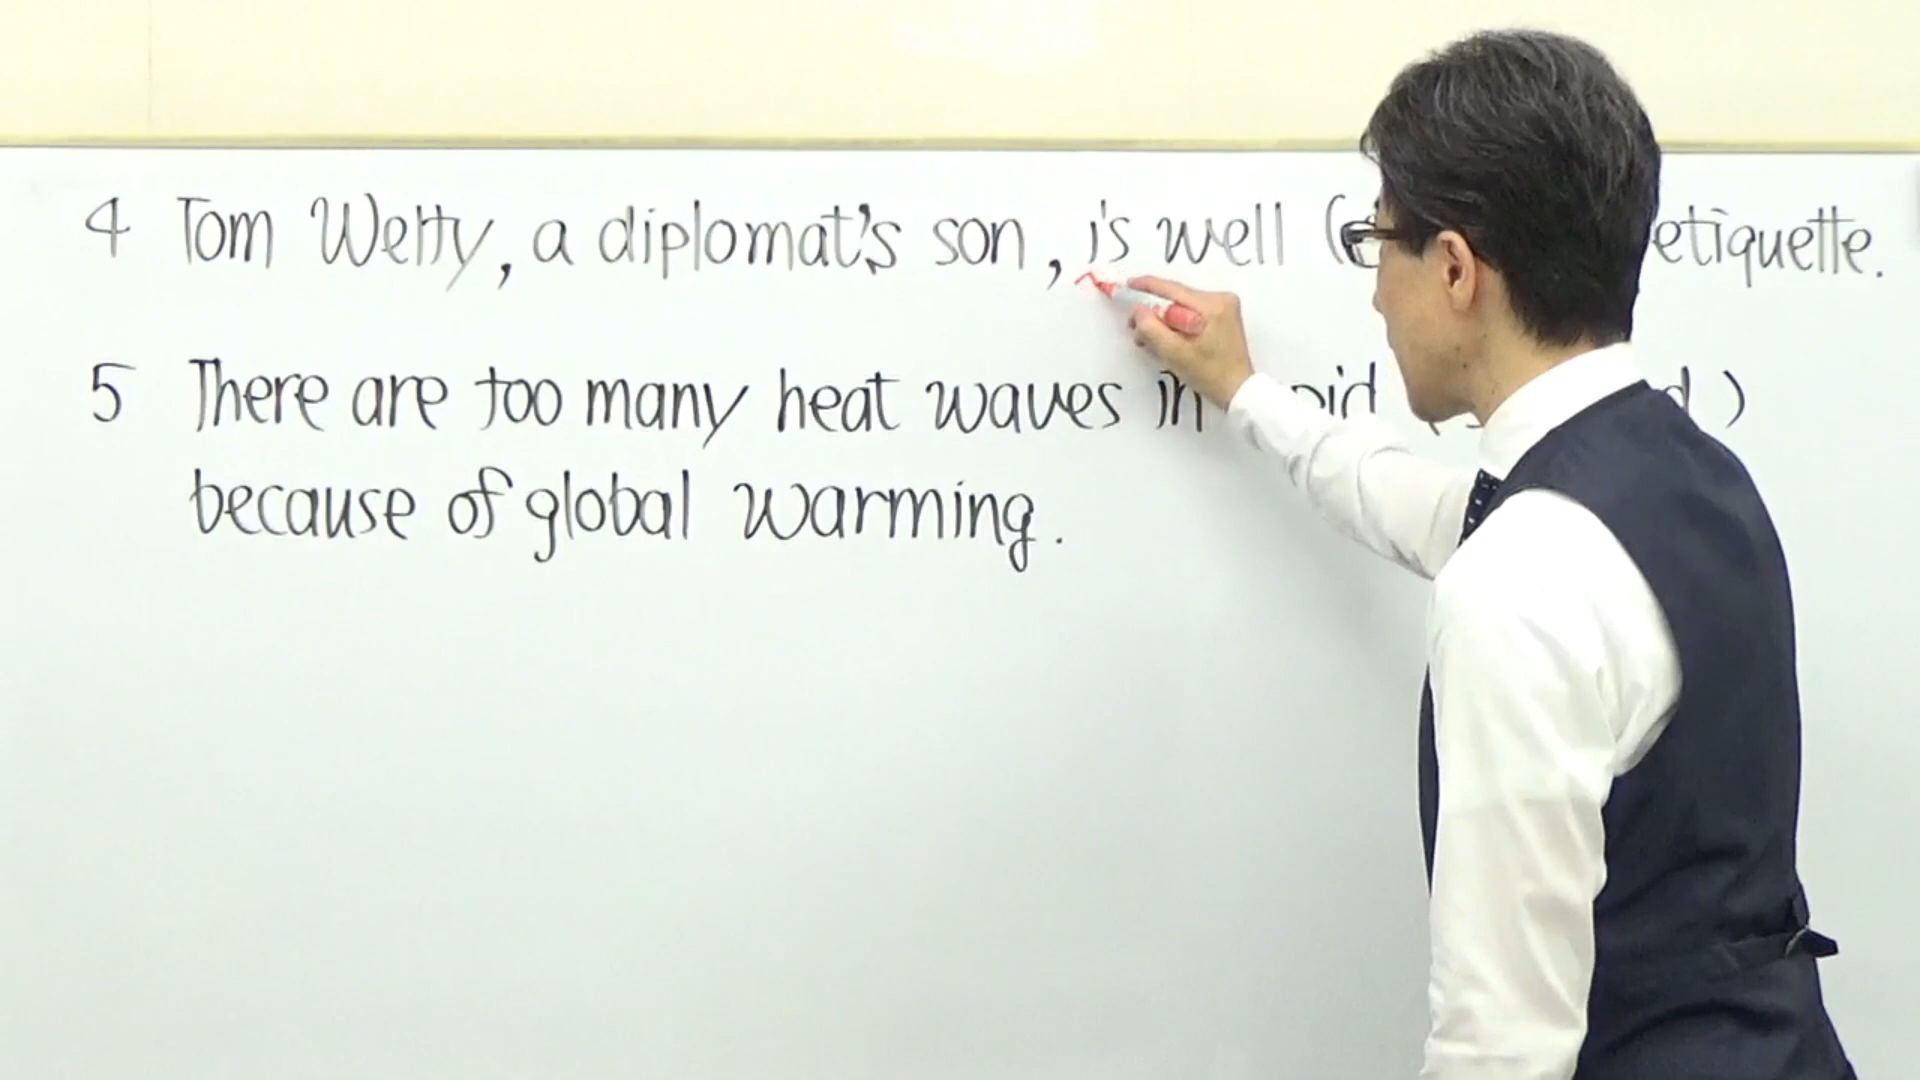 4 Tom Welty, a diplomat's son, is well ( etiquette.
5 There are too many heat waves in )
because of global warming.